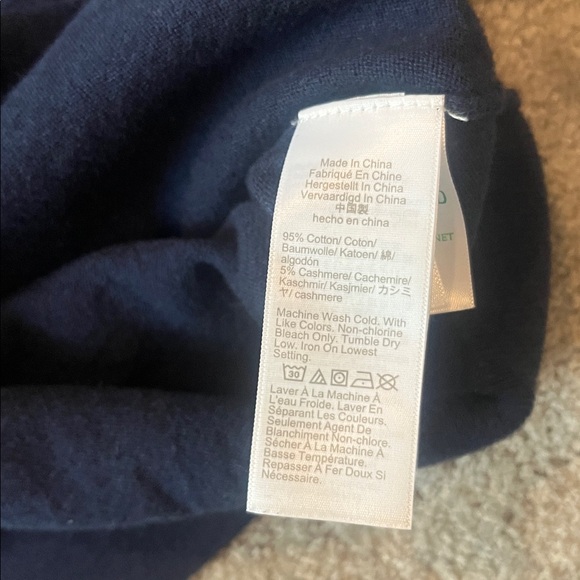 Made In China
Fabriqué En Chine
Hergestellt In China
Vervaardigd In China
中国製
hecho en china
95% Cotton/ Coton/
Baumwolle/ Katoen/ 綿/
algodón
5% Cashmere/ Cachemire/
Kaschmir/ Kasjmier/ カシミ
ヤ/ cashmere
Machine Wash Cold, With
Like Colors. Non-chlorine
Bleach Only. Tumble Dry
Low. Iron On Lowest
Setting.
30
Laver À La Machine À
L'eau Froide. Laver En
Séparant Les Couleurs.
Seulement Agent De
Blanchiment Non-chlore.
Sécher À La Machine À
Basse Température.
Repasser À Fer Doux Si
Nécessaire.
D
NET